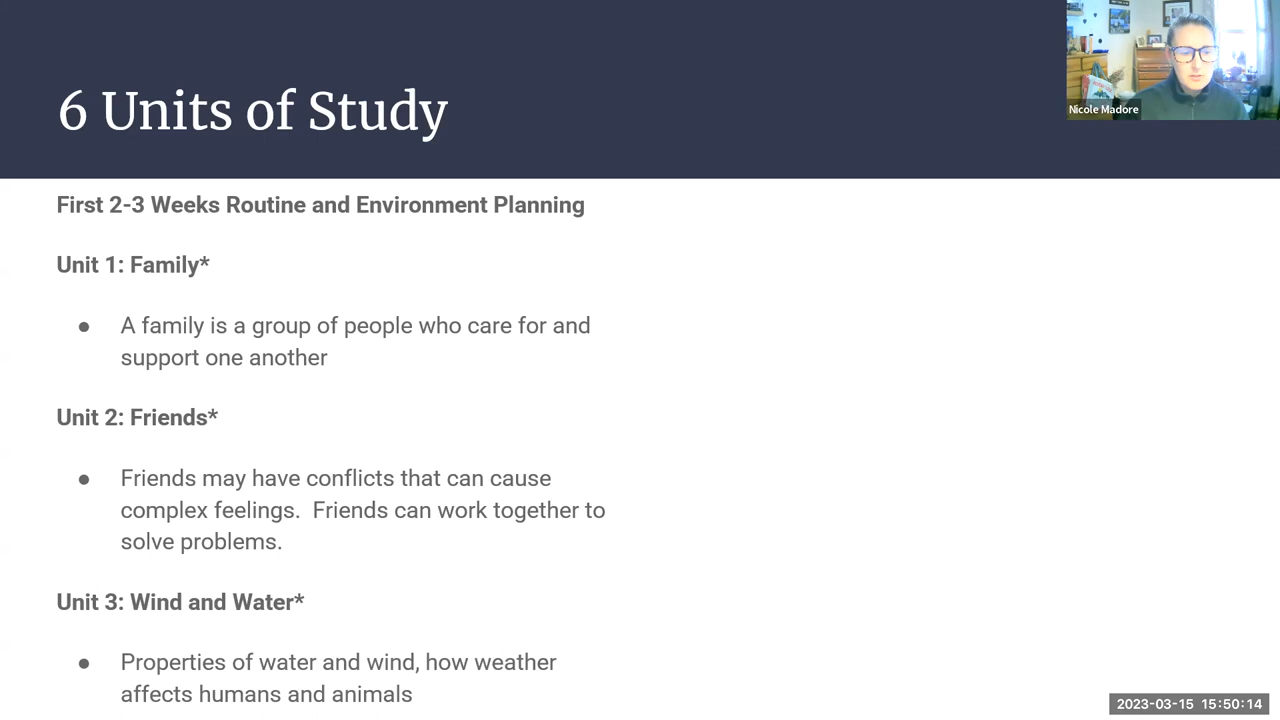 6 Units of Study
Nicole Madore
First 2-3 Weeks Routine and Environment Planning
Unit 1: Family*
● A family is a group of people who care for and
support one another
Unit 2: Friends*
● Friends may have conflicts that can cause
complex feelings.  Friends can work together to
solve problems.
Unit 3: Wind and Water*
● Properties of water and wind, how weather
affects humans and animals
2023-03-15 15:50:14